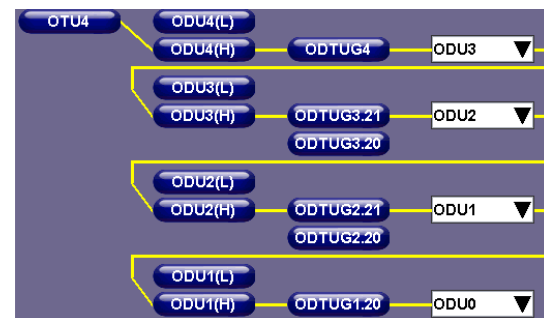 OTU4 ODU4(L)
ODU4(H) ODTUG4 ODU3
ODU3(L)
ODU3(H) ODTUG3.21 ODU2
ODTUG3.20
ODU2(L)
ODU2(H) ODTUG2.21 ODU1
ODTUG2.20
ODU1(L)
ODU1(H) ODTUG1.20 ODU0